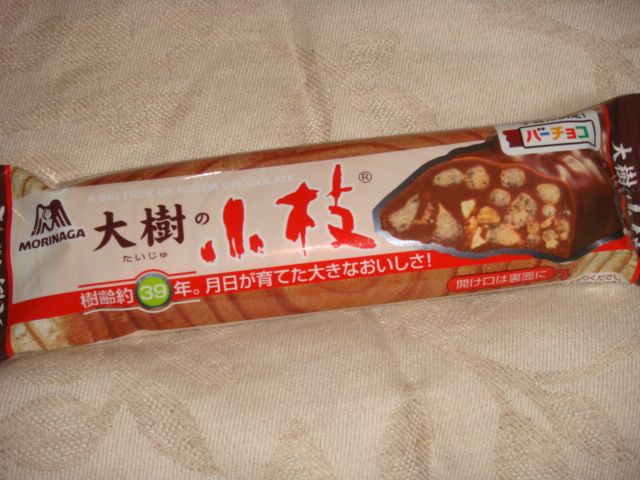 バーチョコ
A BIG TREE OF KOEDA CHOCOLATE
MORINAGA
大樹の小枝®
たいじゅ
樹齢約39年。月日が育てた大きなおいしさ!
開け口は裏面に
大樹